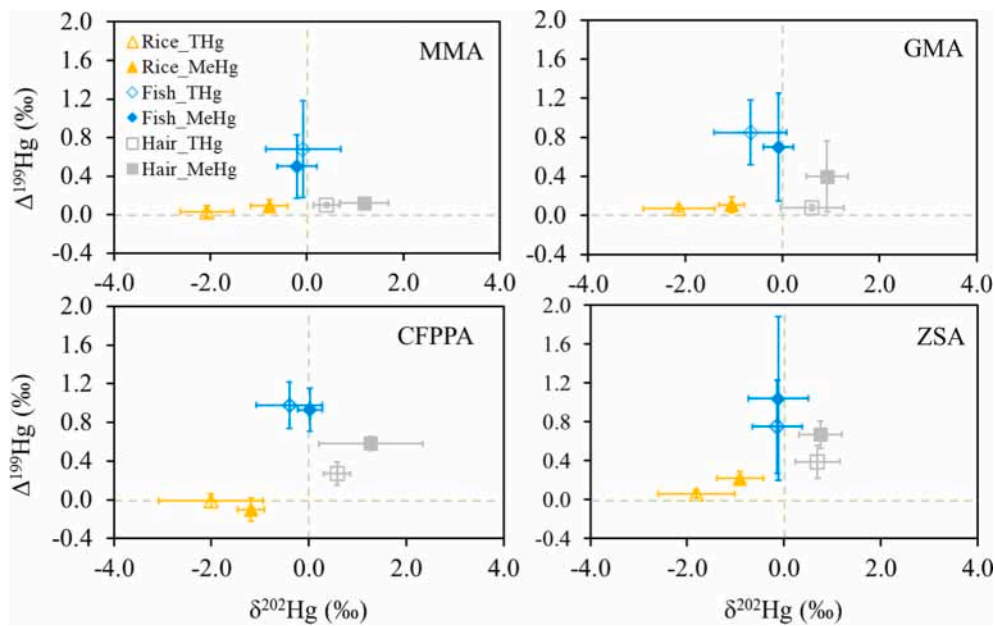 2.0
1.6
1.2
0.8
0.4
0.0
-0.4
Δ199Hg (‰)
Rice_THg
Rice_MeHg
Fish_THg
Fish_MeHg
Hair_THg
Hair_MeHg
MMA
-4.0 -2.0 0.0 2.0 4.0
2.0
1.6
1.2
0.8
0.4
0.0
-0.4
GMA
-4.0 -2.0 0.0 2.0 4.0
2.0
1.6
1.2
0.8
0.4
0.0
-0.4
Δ199Hg (‰)
CFPPA
-4.0 -2.0 0.0 2.0 4.0
δ202Hg (‰)
2.0
1.6
1.2
0.8
0.4
0.0
-0.4
ZSA
-4.0 -2.0 0.0 2.0 4.0
δ202Hg (‰)